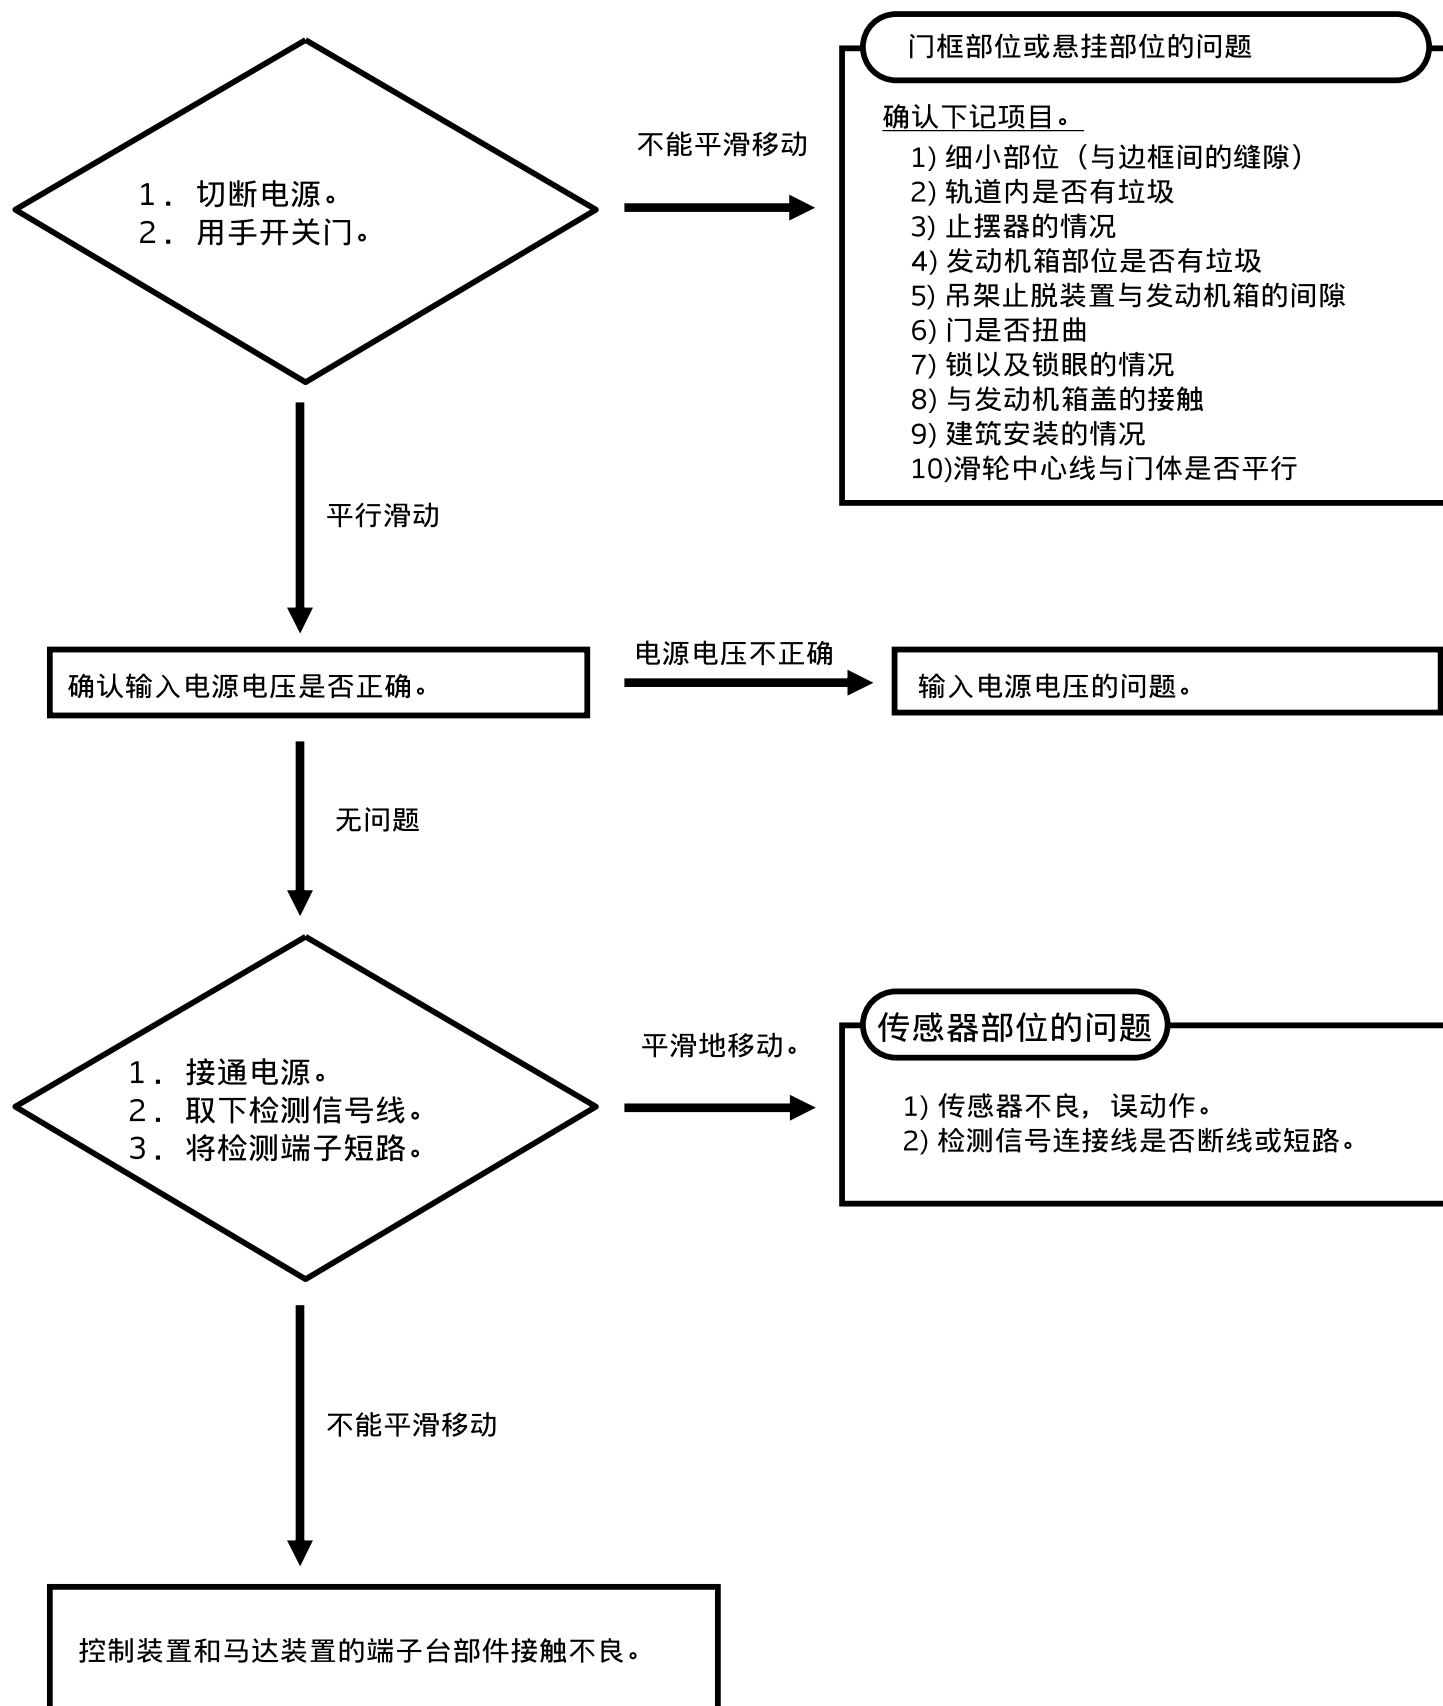 门框部位或悬挂部位的问题
确认下记项目。
1) 细小部位（与边框间的缝隙）
2) 轨道内是否有垃圾
3) 止摆器的情况
4) 发动机箱部位是否有垃圾
5) 吊架止脱装置与发动机箱的间隙
6) 门是否扭曲
7) 锁以及锁眼的情况
8) 与发动机箱盖的接触
9) 建筑安装的情况
10)滑轮中心线与门体是否平行
不能平滑移动
1. 切断电源。
2. 用手开关门。
平行滑动
确认输入电源电压是否正确。
电源电压不正确
输入电源电压的问题。
无问题
1. 接通电源。
2. 取下检测信号线。
3. 将检测端子短路。
平滑地移动。
传感器部位的问题
1) 传感器不良，误动作。
2) 检测信号连接线是否断线或短路。
不能平滑移动
控制装置和马达装置的端子台部件接触不良。